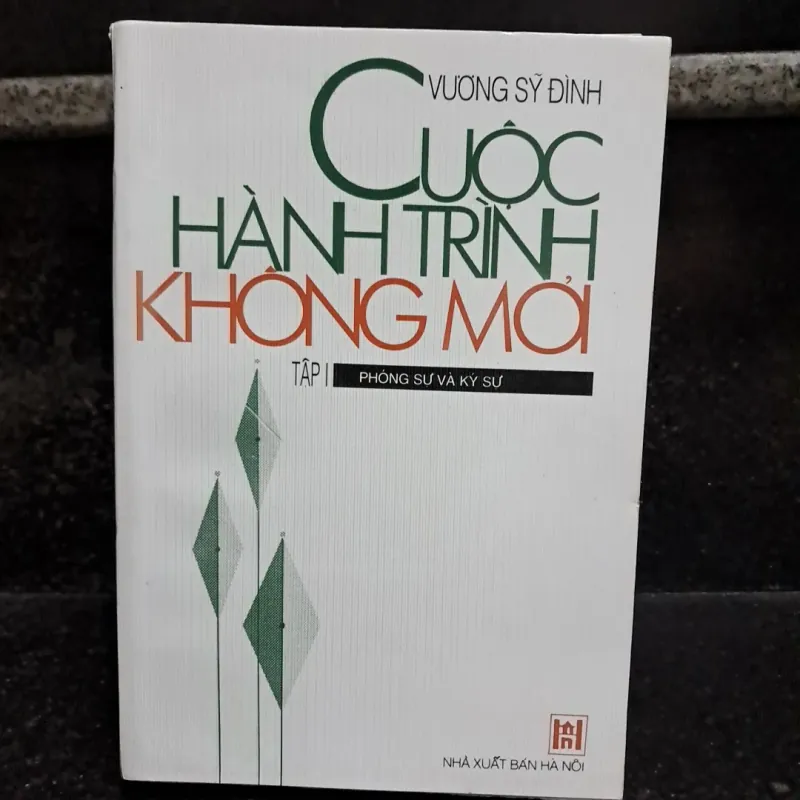 VƯƠNG SỸ ĐÌNH
CUỘC
HÀNH TRÌNH
KHÔNG MỎI
TẬP I PHÓNG SỰ VÀ KÝ SỰ
NHÀ XUẤT BẢN HÀ NỘI